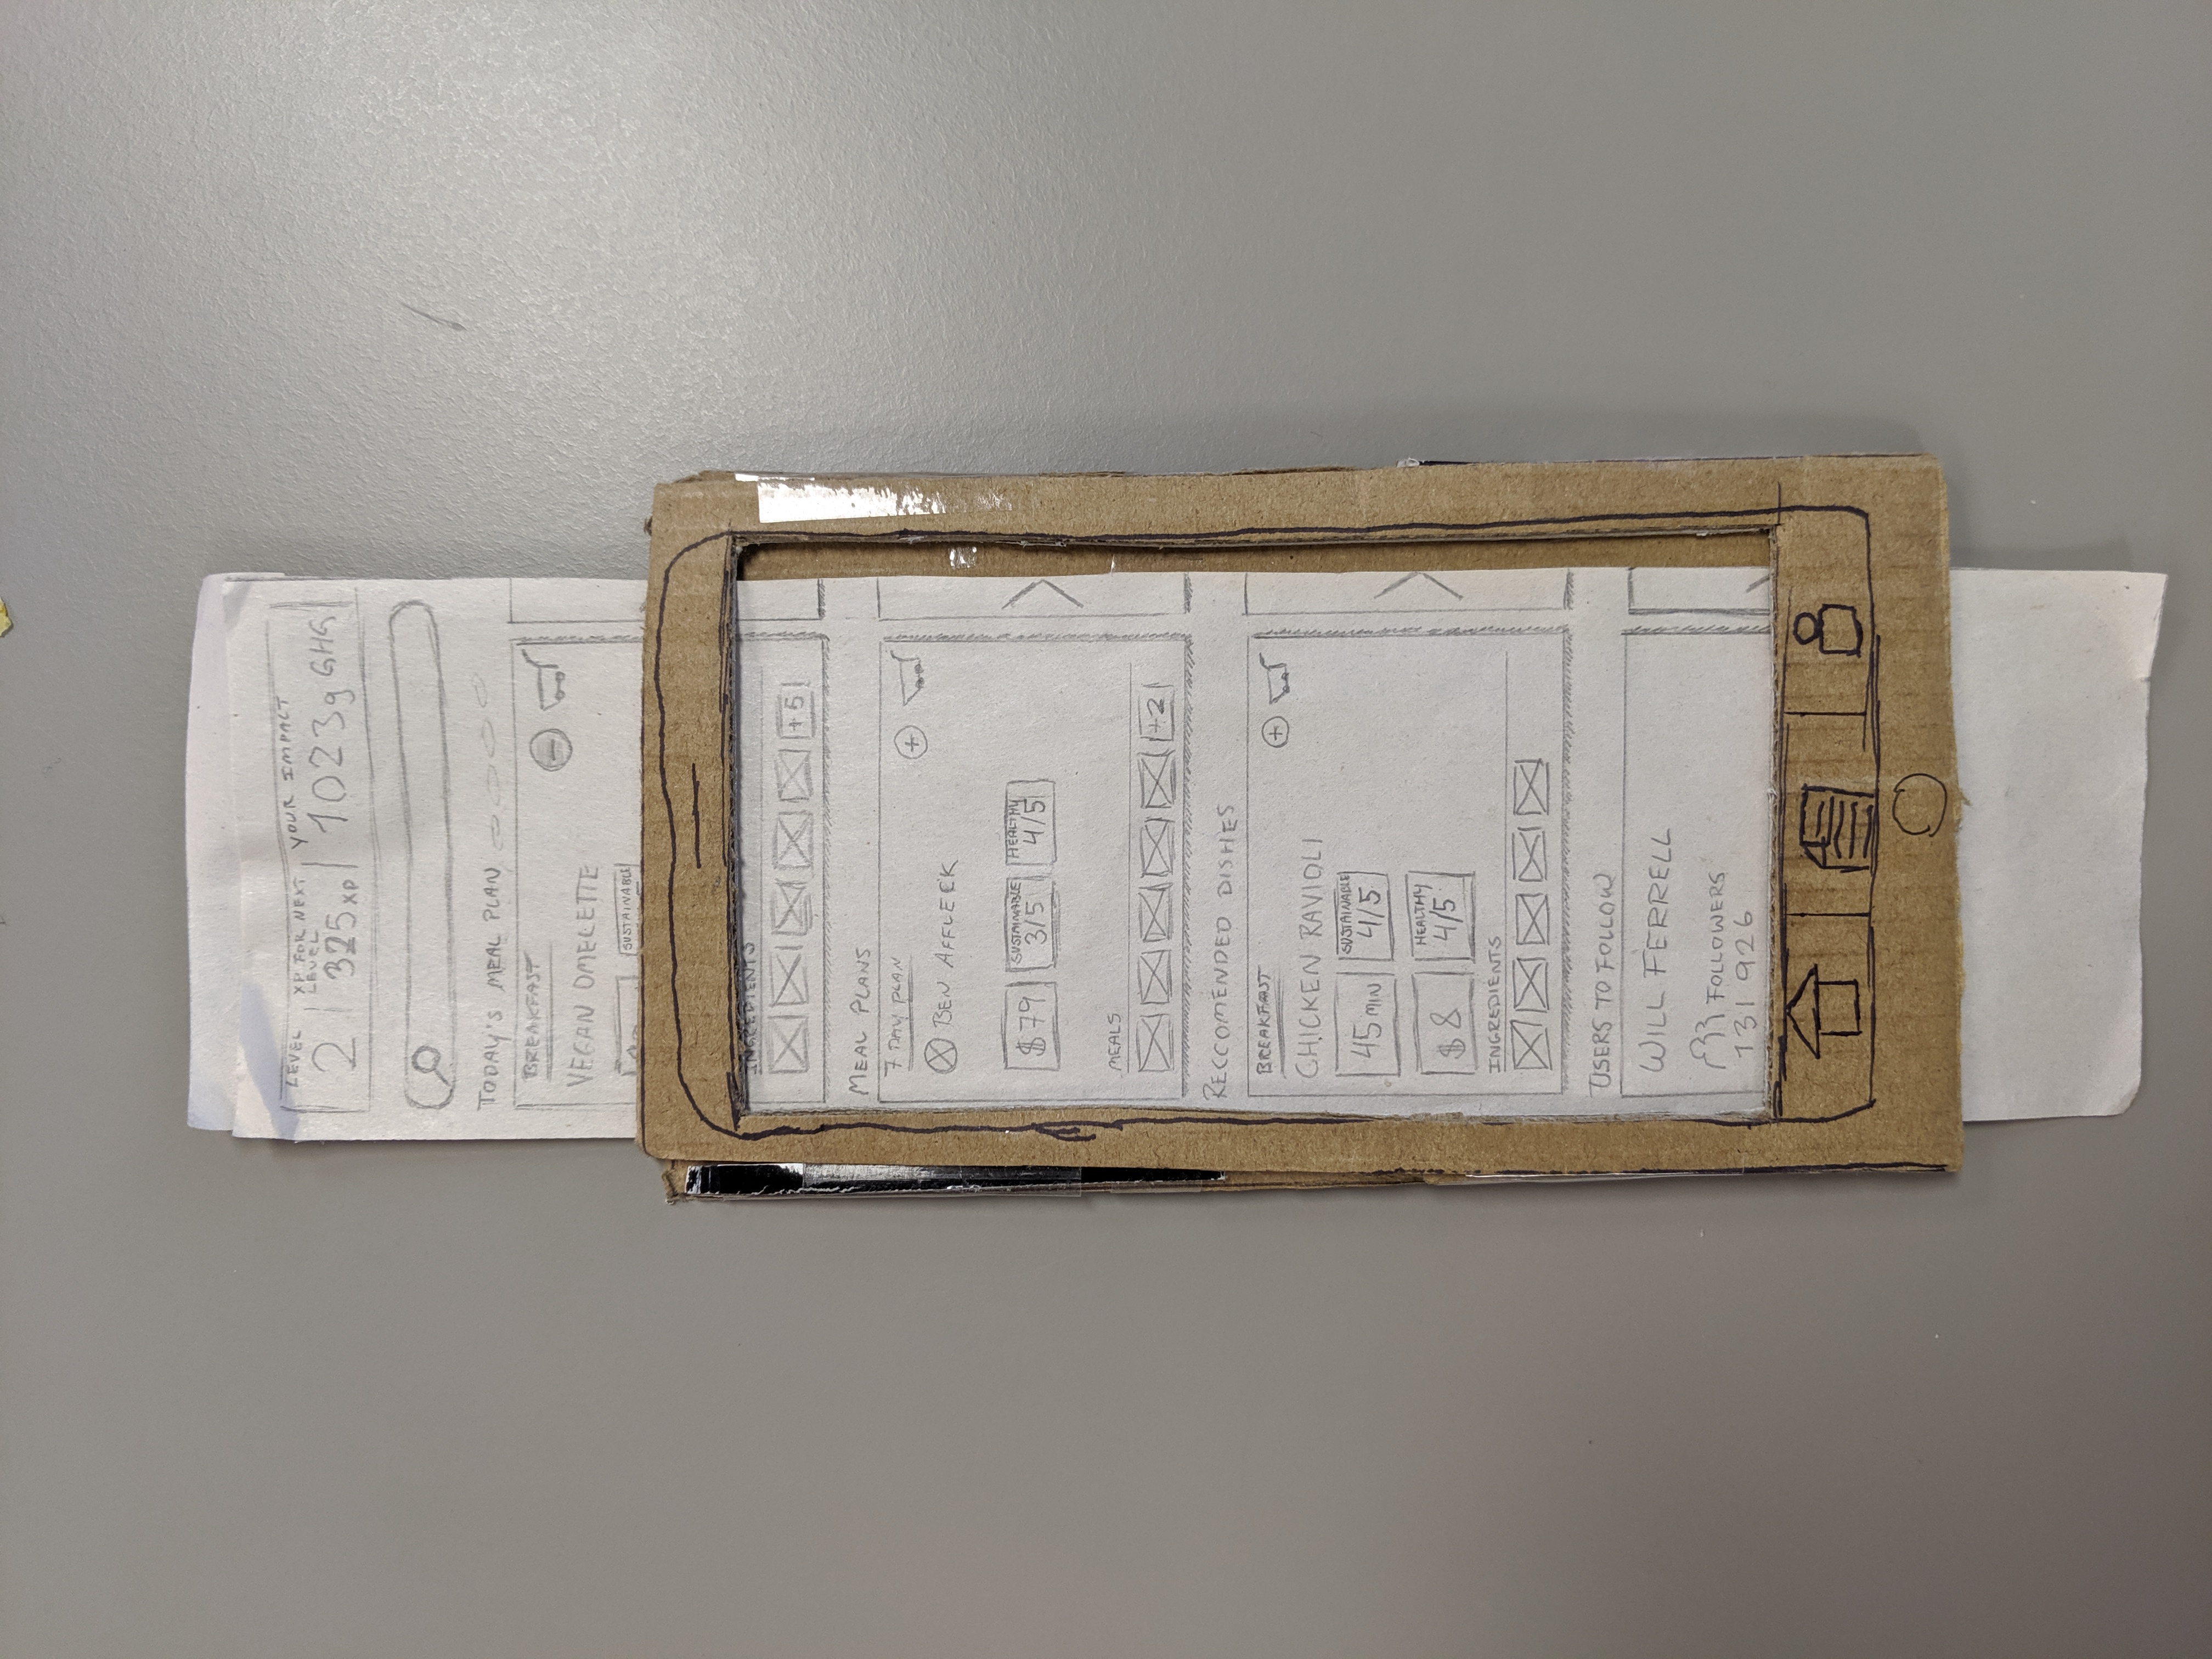 LEVEL XP FOR NEXT LEVEL YOUR IMPACT
2 325 XP 1023g GHG
TODAY'S MEAL PLAN
BREAKFAST
VEGAN OMELETTE
SUSTAINABLE
INGREDIENTS
+5
MEAL PLANS
7 DAY PLAN
BEN AFFLEEK
$79 SUSTAINABLE 3/5 HEALTHY 4/5
MEALS
+2
RECCOMENDED DISHES
BREAKFAST
CHICKEN RAVIOLI
45 MIN SUSTAINABLE 4/5
$8 HEALTHY 4/5
INGREDIENTS
USERS TO FOLLOW
WILL FERRELL
FOLLOWERS
131 926